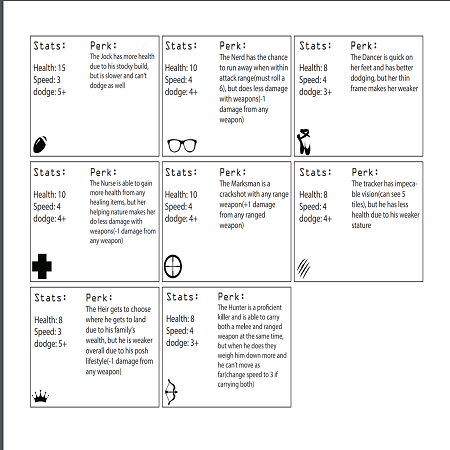 Stats: Perk:
The Jock has more health
due to his stocky build,
but is slower and can't
dodge as well
Health: 15
Speed: 3
dodge: 5+
Stats: Perk:
The Nerd has the chance
to run away when within
attack range(must roll a
6), but does less damage
with weapons(-1
damage from any
weapon)
Health: 10
Speed: 4
dodge: 4+
Stats: Perk:
The Dancer is quick on
her feet and has better
dodging, but her thin
frame makes her weaker
Health: 8
Speed: 4
dodge: 3+
Stats: Perk:
The Nurse is able to gain
more health from any
healing items, but her
helping nature makes her
do less damage with
weapons(-1 damage from
any weapon)
Health: 10
Speed: 4
dodge: 4+
Stats: Perk:
The Marksman is a
crackshot with any range
weapon(+1 damage
from any ranged
weapon)
Health: 10
Speed: 4
dodge: 4+
Stats: Perk:
The tracker has impeca-
ble vision(can see 5
tiles), but he has less
health due to his weaker
stature
Health: 8
Speed: 4
dodge: 4+
Stats: Perk:
The Heir gets to choose
where he gets to land
due to his family's
wealth, but he is weaker
overall due to his posh
lifestyle(-1 damage from
any weapon)
Health: 8
Speed: 3
dodge: 5+
Stats: Perk:
The Hunter is a proficient
killer and is able to carry
both a melee and ranged
weapon at the same time,
but when he does they
weigh him down more and
he can't move as
far(change speed to 3 if
carrying both)
Health: 8
Speed: 4
dodge: 3+